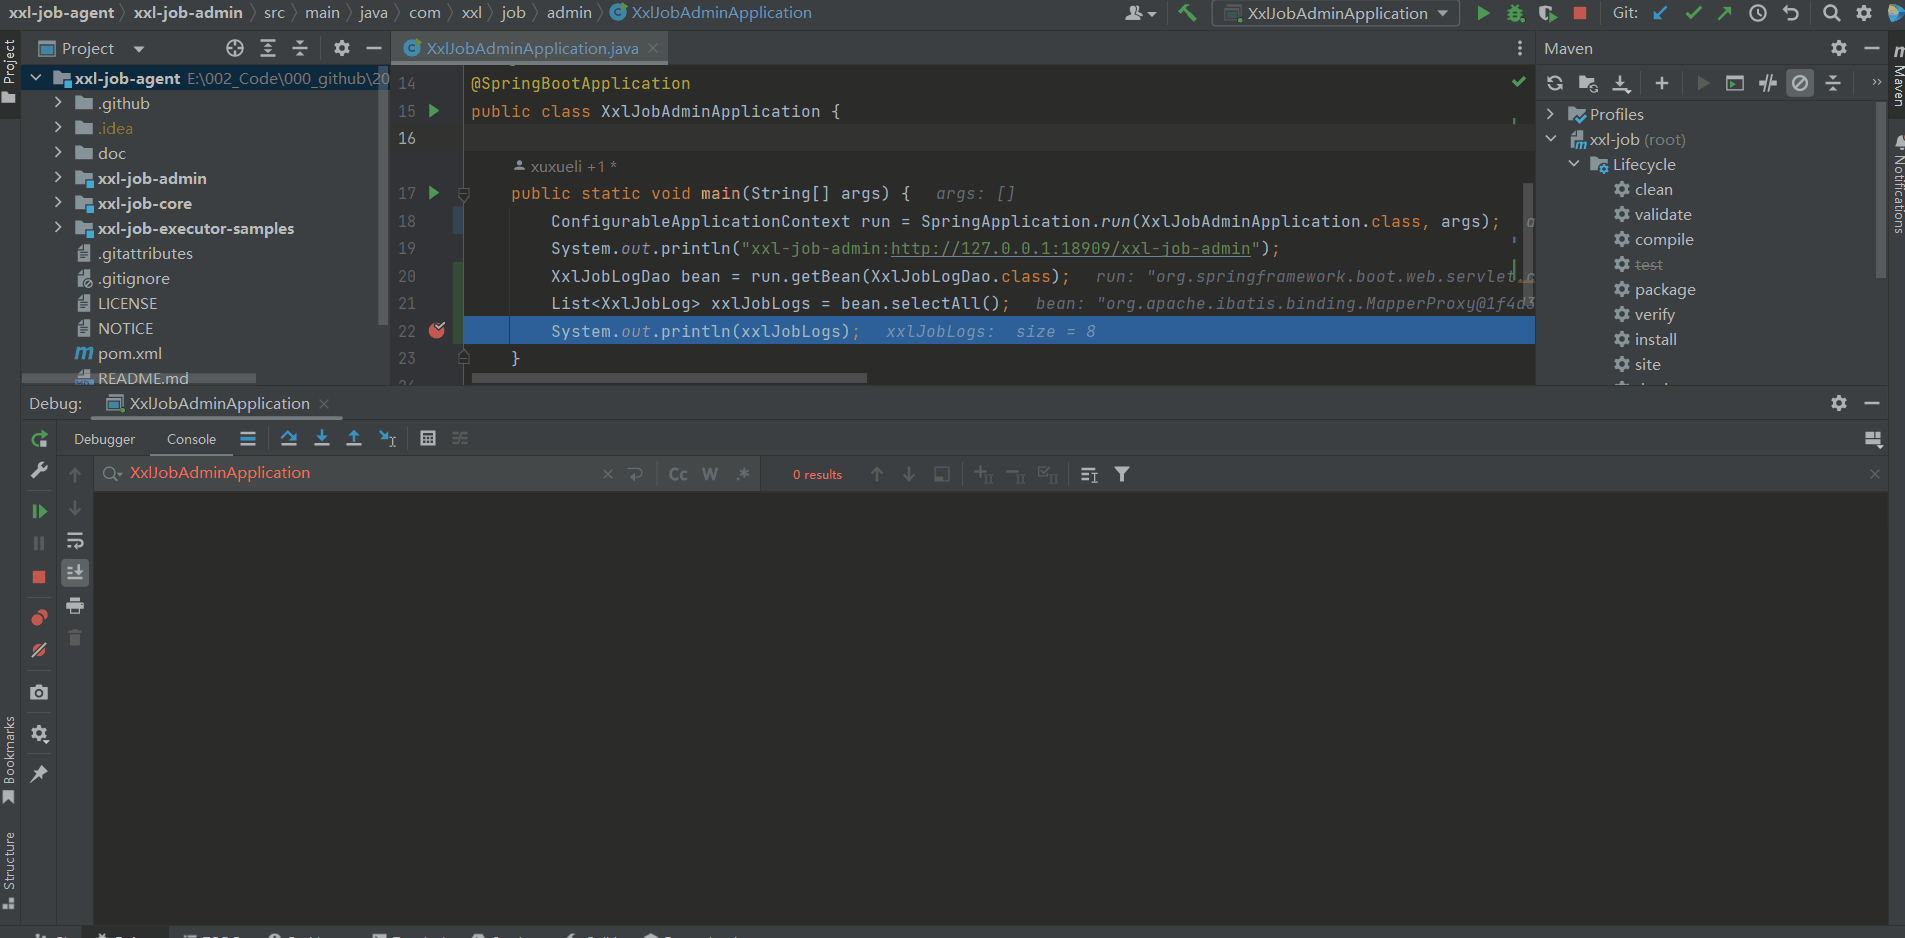 xxl-job-agent xxl-job-admin src main java com xxl job admin XxlJobAdminApplication
XxlJobAdminApplication Git:
Project
Project
XxlJobAdminApplication.java
Maven
Maven
Notifications
xxl-job-agent E:\002_Code\000_github\20
.github
.idea
doc
xxl-job-admin
xxl-job-core
xxl-job-executor-samples
.gitattributes
.gitignore
LICENSE
NOTICE
pom.xml
README.md
14 @SpringBootApplication
15 public class XxlJobAdminApplication {
16
xuxueli +1 *
17 public static void main(String[] args) { args: []
18 ConfigurableApplicationContext run = SpringApplication.run(XxlJobAdminApplication.class, args);
19 System.out.println("xxl-job-admin:http://127.0.0.1:18909/xxl-job-admin");
20 XxlJobLogDao bean = run.getBean(XxlJobLogDao.class); run: "org.springframework.boot.web.servlet.c
21 List<XxlJobLog> xxlJobLogs = bean.selectAll(); bean: "org.apache.ibatis.binding.MapperProxy@1f4d3
22 System.out.println(xxlJobLogs); xxlJobLogs: size = 8
23 }
Profiles
xxl-job (root)
Lifecycle
clean
validate
compile
test
package
verify
install
site
Debug: XxlJobAdminApplication
Debugger Console
XxlJobAdminApplication Cc W .* 0 results
Bookmarks
Structure